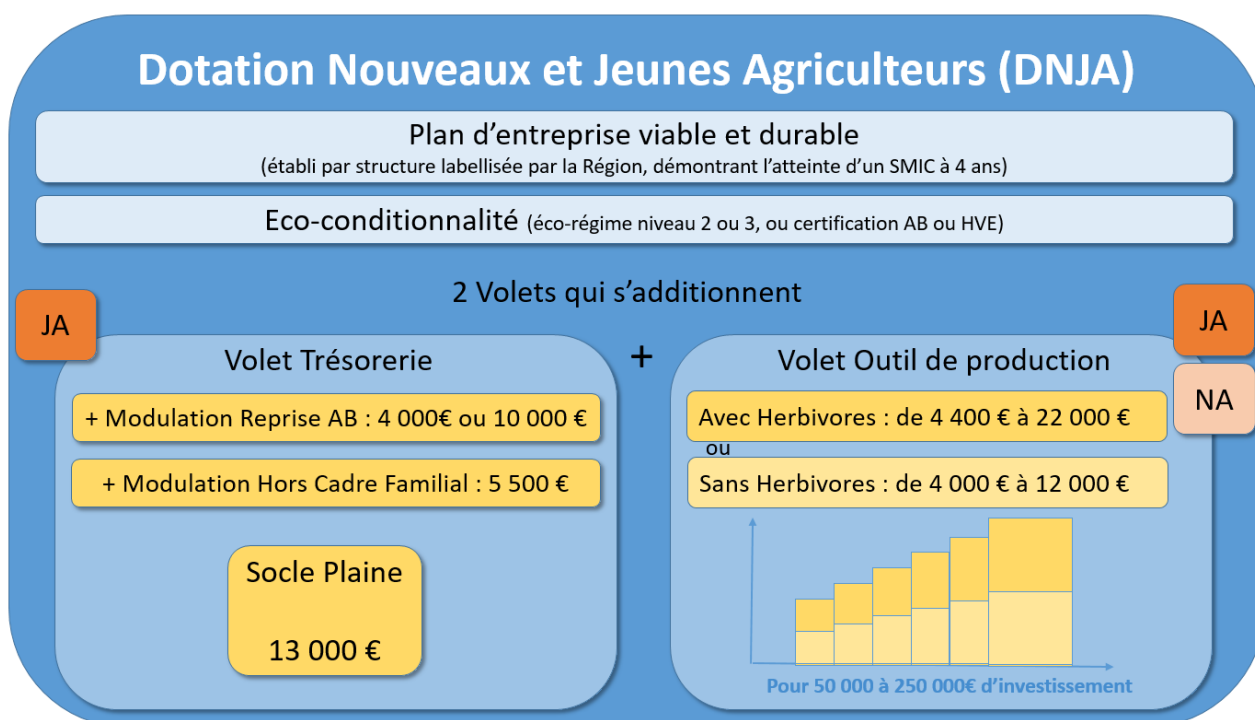 Dotation Nouveaux et Jeunes Agriculteurs (DNJA)
Plan d’entreprise viable et durable
(établi par structure labellisée par la Région, démontrant l’atteinte d’un SMIC à 4 ans)
Eco-conditionnalité (éco-régime niveau 2 ou 3, ou certification AB ou HVE)
2 Volets qui s’additionnent
JA
Volet Trésorerie
+ Modulation Reprise AB : 4 000€ ou 10 000 €
+ Modulation Hors Cadre Familial : 5 500 €
Socle Plaine
13 000 €
+
JA
NA
Volet Outil de production
Avec Herbivores : de 4 400 € à 22 000 €
ou
Sans Herbivores : de 4 000 € à 12 000 €
Pour 50 000 à 250 000€ d’investissement